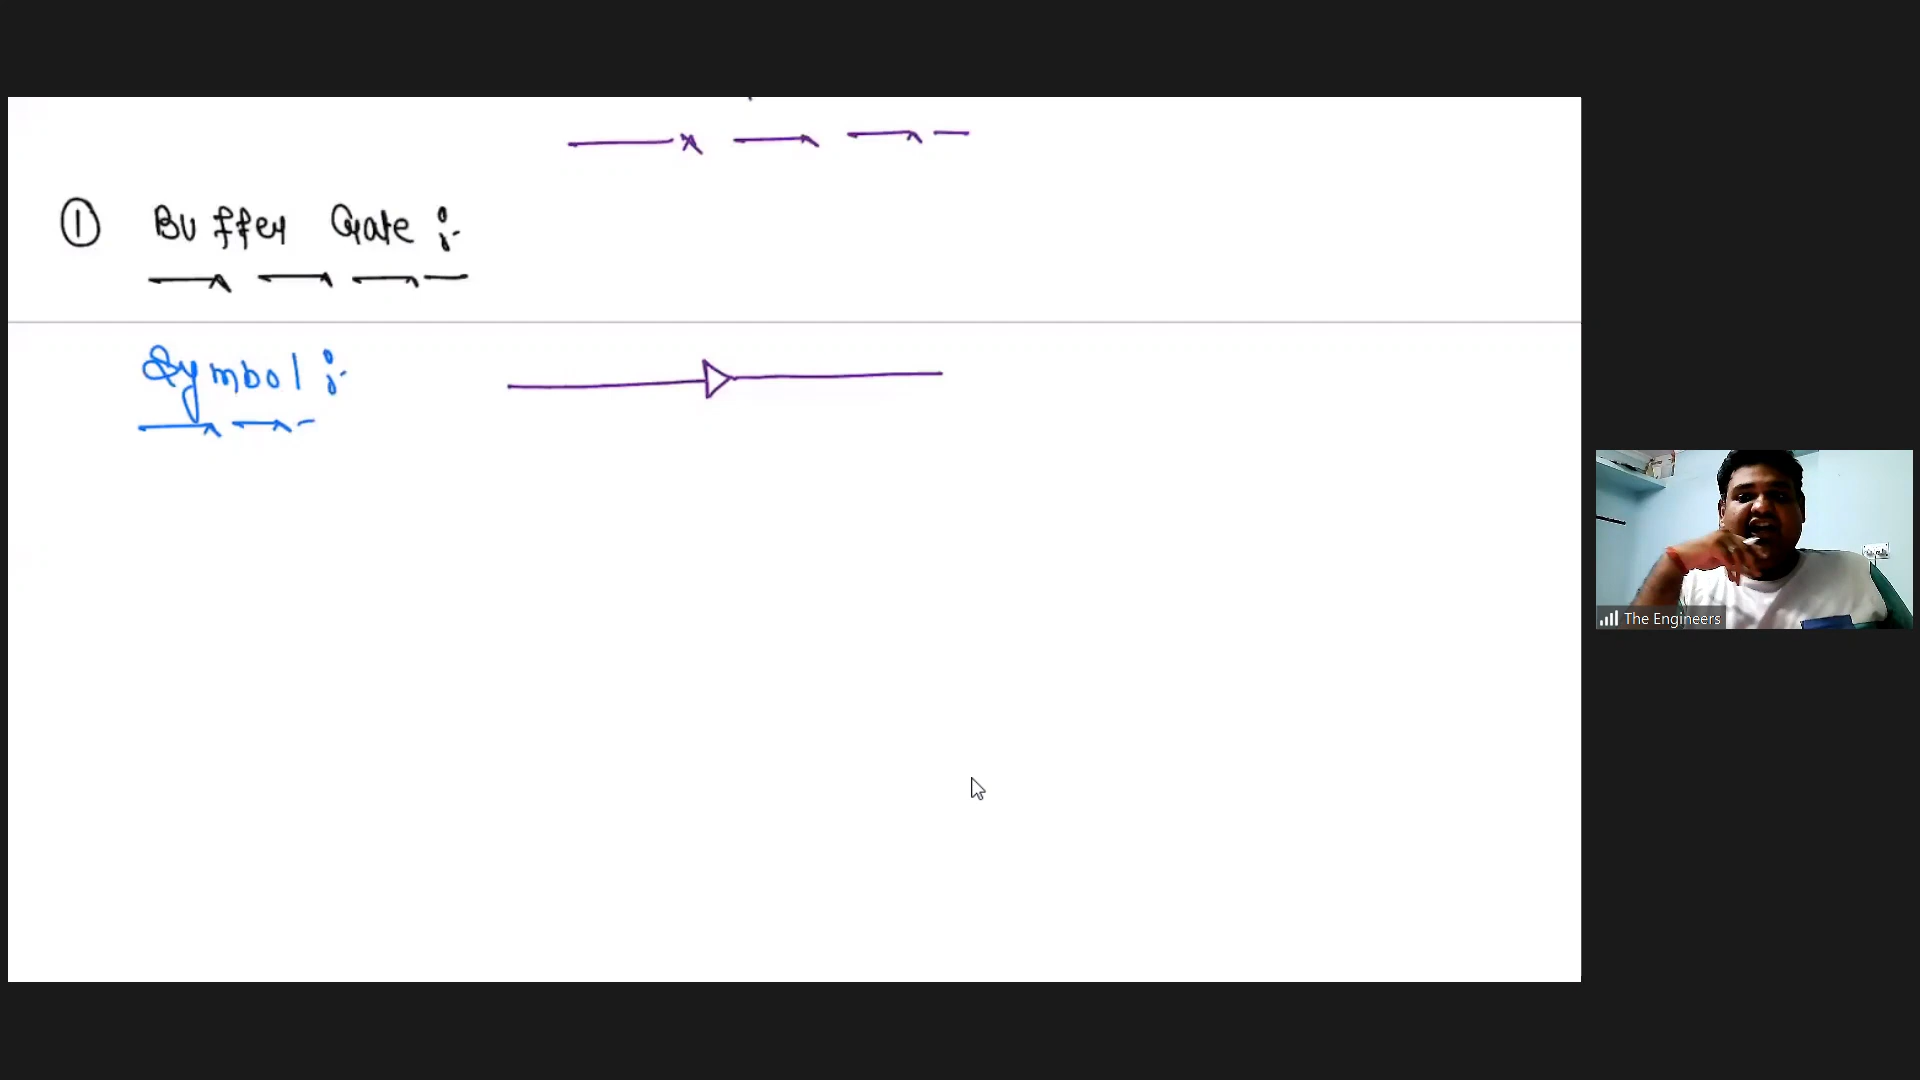 ① Buffer Gate :-
Symbol :-
The Engineers